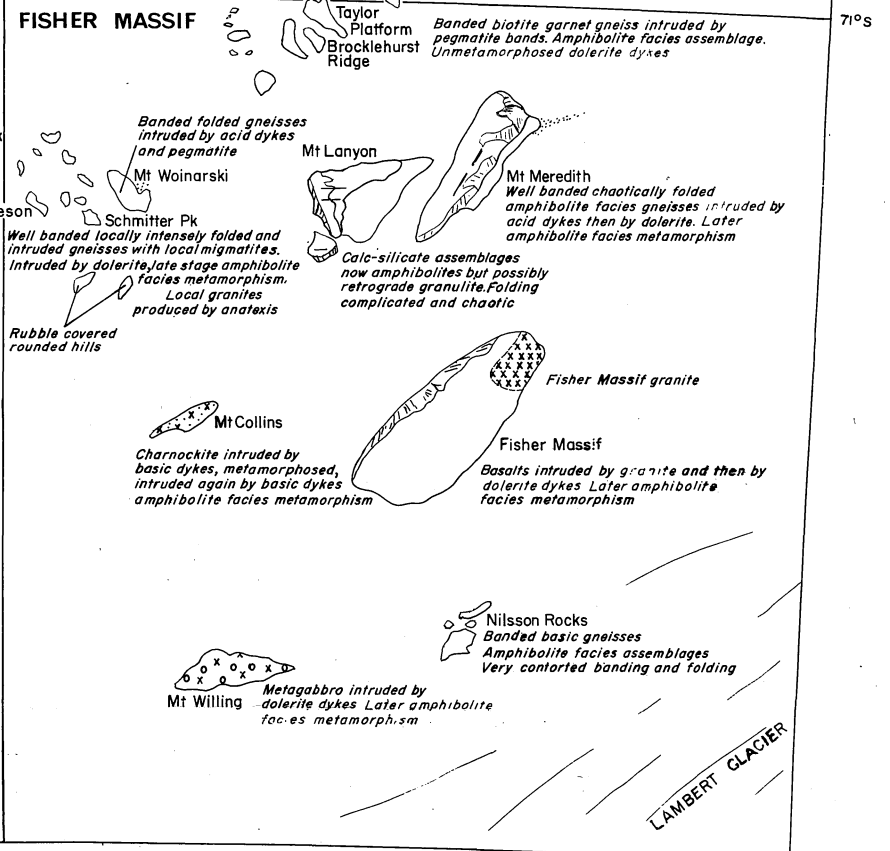 FISHER MASSIF
Taylor
Platform
Brocklehurst
Ridge
Banded biotite garnet gneiss intruded by
pegmatite bands. Amphibolite facies assemblage.
Unmetamorphosed dolerite dykes
71°S
Banded folded gneisses
intruded by acid dykes
and pegmatite
Mt Woinarski
Mt Lanyon
Mt Meredith
Well banded chaotically folded
amphibolite facies gneisses intruded by
acid dykes then by dolerite. Later
amphibolite facies metamorphism
eson
Schmitter Pk
Well banded locally intensely folded and
intruded gneisses with local migmatites.
Intruded by dolerite,late stage amphibolite
facies metamorphism.
Local granites
produced by anatexis
Calc-silicate assemblages
now amphibolites but possibly
retrograde granulite.Folding
complicated and chaotic
Rubble covered
rounded hills
Fisher Massif granite
Mt Collins
Charnockite intruded by
basic dykes, metamorphosed,
intruded again by basic dykes
amphibolite facies metamorphism
Fisher Massif
Basalts intruded by granite and then by
dolerite dykes Later amphibolite
facies metamorphism
Nilsson Rocks
Banded basic gneisses
Amphibolite facies assemblages
Very contorted banding and folding
Mt Willing
Metagabbro intruded by
dolerite dykes Later amphibolite
facies metamorphism
LAMBERT GLACIER